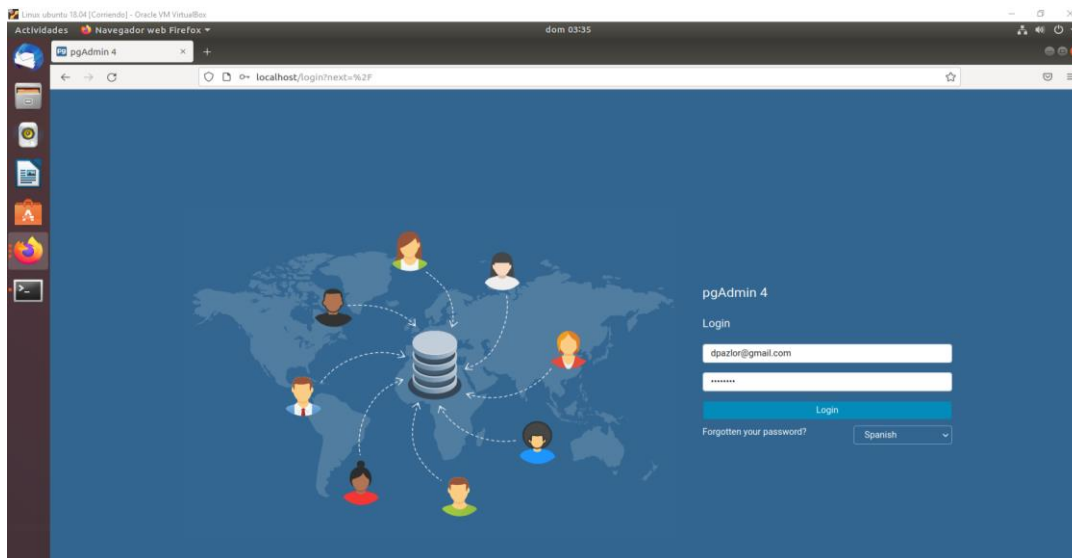 Linux ubuntu 18.04 [Corriendo] - Oracle VM VirtualBox
Actividades Navegador web Firefox dom 03:35
pgAdmin 4
localhost/login?next=%2F
pgAdmin 4
Login
dpazlor@gmail.com
••••••••
Login
Forgotten your password? Spanish